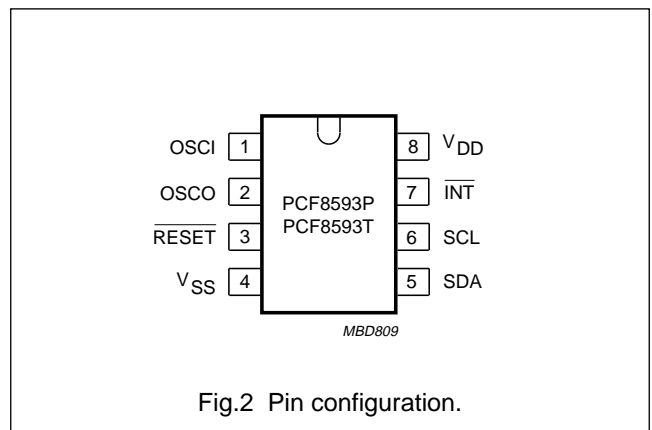 OSCI 1 8 VDD
OSCO 2 7 INT
PCF8593P
PCF8593T
RESET 3 6 SCL
VSS 4 5 SDA
MBD809
Fig.2 Pin configuration.